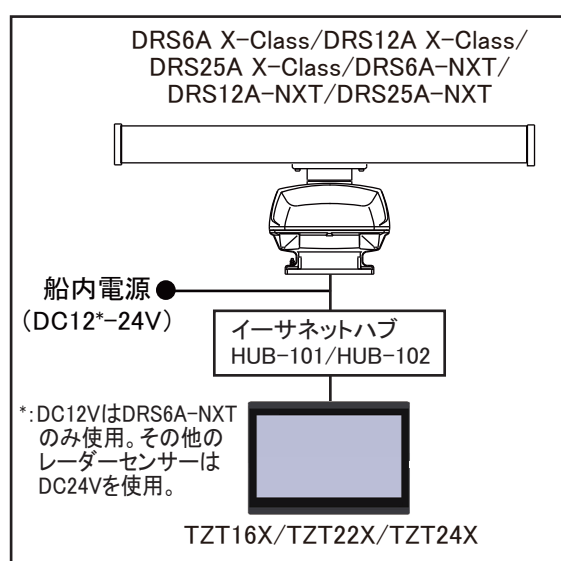 DRS6A X-Class/DRS12A X-Class/
DRS25A X-Class/DRS6A-NXT/
DRS12A-NXT/DRS25A-NXT
船内電源
（DC12*-24V）
イーサネットハブ
HUB-101/HUB-102
*：DC12VはDRS6A-NXT
のみ使用。その他の
レーダーセンサーは
DC24Vを使用。
TZT16X/TZT22X/TZT24X